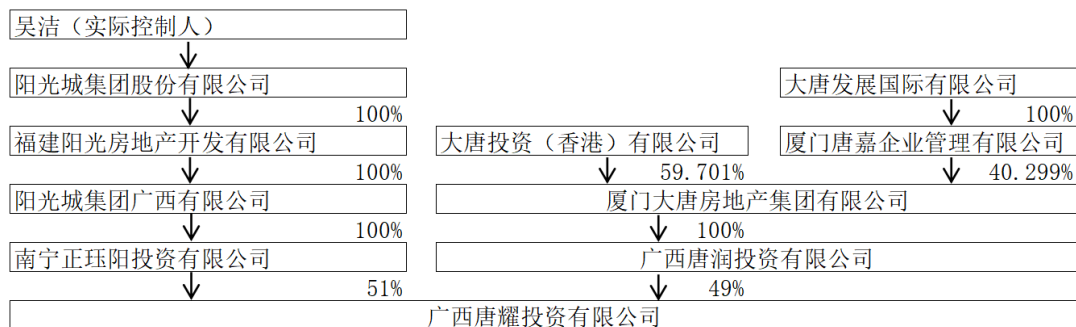 吴洁（实际控制人）
阳光城集团股份有限公司
大唐发展国际有限公司
100%
100%
福建阳光房地产开发有限公司
大唐投资（香港）有限公司
厦门唐嘉企业管理有限公司
100%
59.701%
40.299%
阳光城集团广西有限公司
厦门大唐房地产集团有限公司
100%
100%
南宁正珏阳投资有限公司
广西唐润投资有限公司
51%
49%
广西唐耀投资有限公司